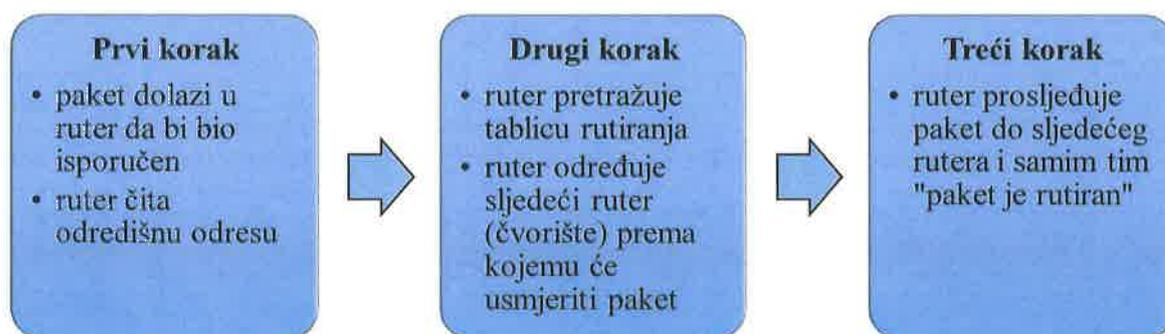 Prvi korak
• paket dolazi u
ruter da bi bio
isporučen
• ruter čita
odredišnu odresu
Drugi korak
• ruter pretražuje
tablicu rutiranja
• ruter određuje
sljedeći ruter
(čvorište) prema
kojemu će
usmjeriti paket
Treći korak
• ruter prosljeđuje
paket do sljedećeg
rutera i samim tim
"paket je rutiran"